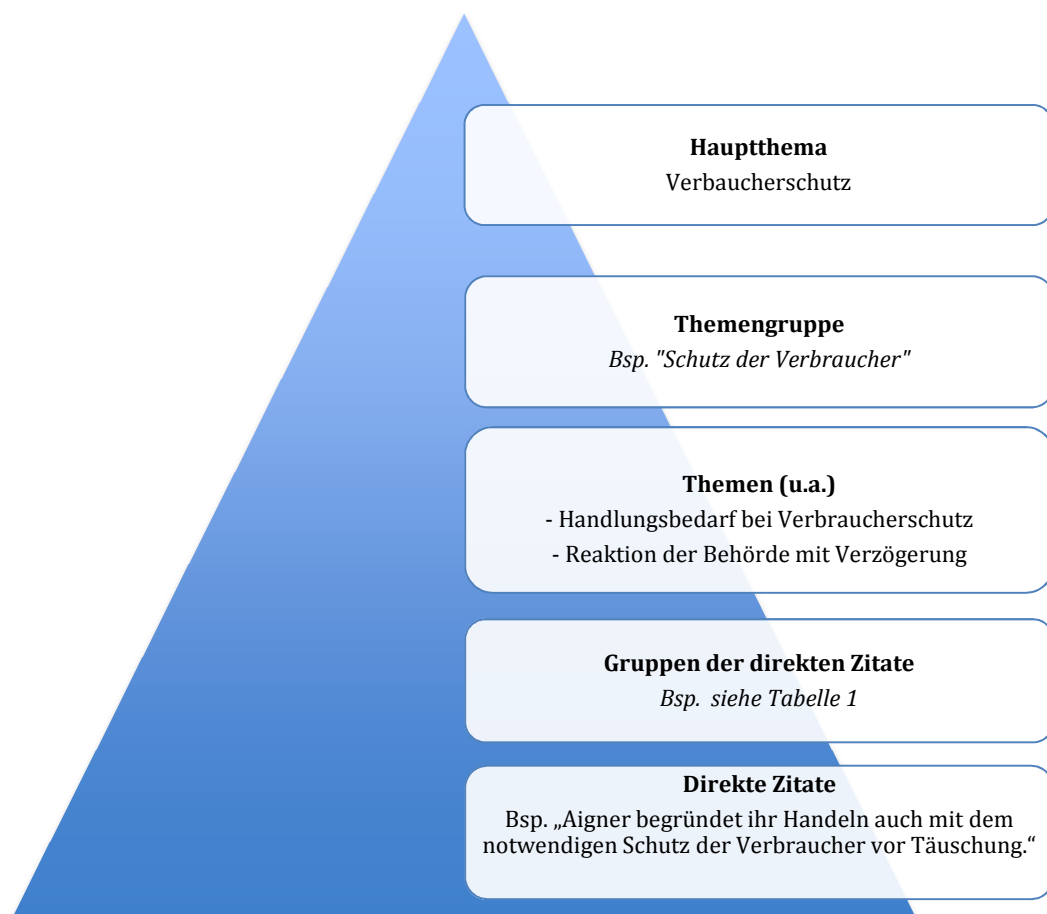 Hauptthema
Verbaucherschutz
Themengruppe
Bsp. "Schutz der Verbraucher"
Themen (u.a.)
- Handlungsbedarf bei Verbraucherschutz
- Reaktion der Behörde mit Verzögerung
Gruppen der direkten Zitate
Bsp. siehe Tabelle 1
Direkte Zitate
Bsp. „Aigner begründet ihr Handeln auch mit dem
notwendigen Schutz der Verbraucher vor Täuschung.“